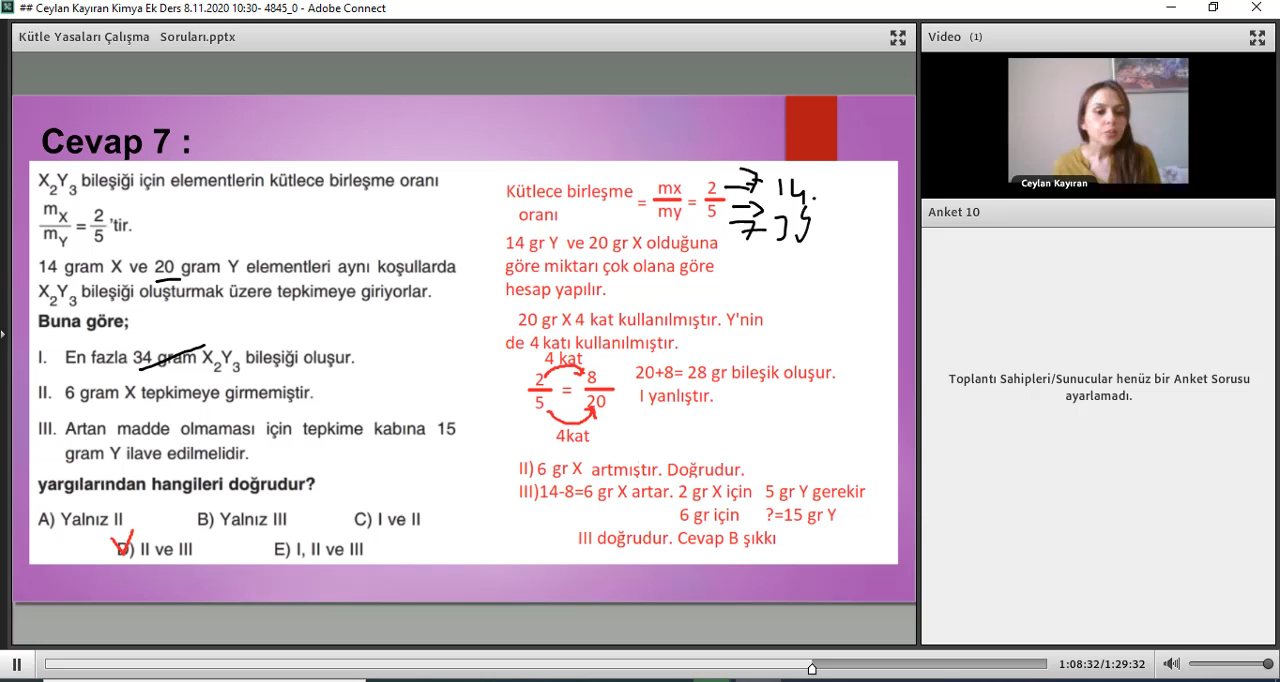 ## Ceylan Kayıran Kimya Ek Ders 8.11.2020 10:30- 4845_0 - Adobe Connect
Kütle Yasaları Çalışma Soruları.pptx
Cevap 7 :
X₂Y₃ bileşiği için elementlerin kütlece birleşme oranı
mX/mY = 2/5 'tir.
14 gram X ve 20 gram Y elementleri aynı koşullarda
X₂Y₃ bileşiği oluşturmak üzere tepkimeye giriyorlar.
Buna göre;
I. En fazla 34 gram X₂Y₃ bileşiği oluşur.
II. 6 gram X tepkimeye girmemiştir.
III. Artan madde olmaması için tepkime kabına 15
gram Y ilave edilmelidir.
yargılarından hangileri doğrudur?
A) Yalnız II B) Yalnız III C) I ve II
D) II ve III E) I, II ve III
Kütlece birleşme oranı = mx/my = 2/5
7 14.
7 35
14 gr Y ve 20 gr X olduğuna
göre miktarı çok olana göre
hesap yapılır.
20 gr X 4 kat kullanılmıştır. Y'nin
de 4 katı kullanılmıştır.
4 kat
2/5 = 8/20
4kat
20+8= 28 gr bileşik oluşur.
I yanlıştır.
II) 6 gr X artmıştır. Doğrudur.
III)14-8=6 gr X artar. 2 gr X için 5 gr Y gerekir
6 gr için ?=15 gr Y
III doğrudur. Cevap B şıkkı
Video (1)
Ceylan Kayıran
Anket 10
Toplantı Sahipleri/Sunucular henüz bir Anket Sorusu
ayarlamadı.
1:08:32/1:29:32